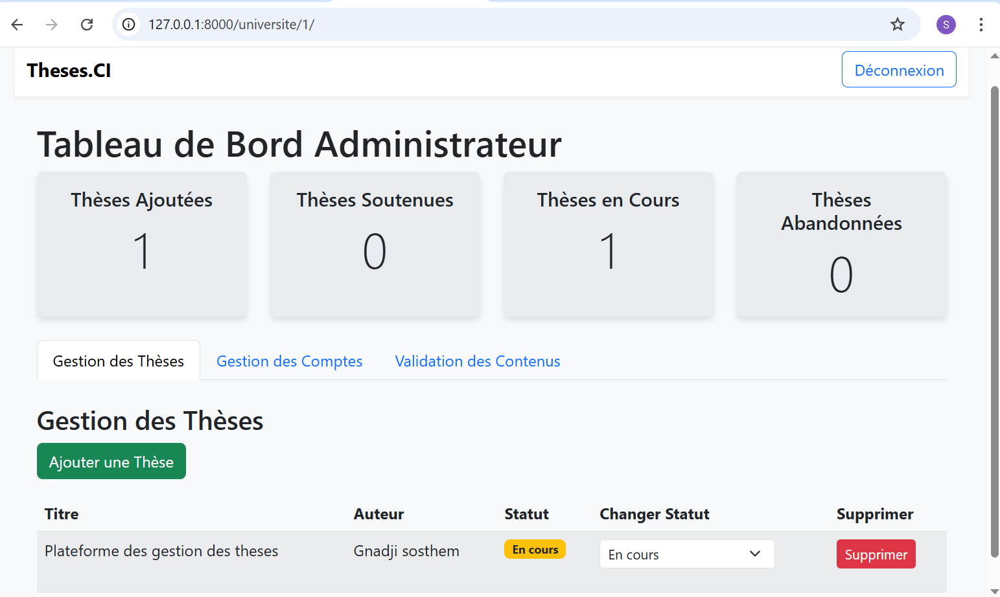 127.0.0.1:8000/universite/1/
S
Theses.CI
Déconnexion
Tableau de Bord Administrateur
Thèses Ajoutées
1
Thèses Soutenues
0
Thèses en Cours
1
Thèses
Abandonnées
0
Gestion des Thèses
Gestion des Comptes
Validation des Contenus
Gestion des Thèses
Ajouter une Thèse
Titre
Auteur
Statut
Changer Statut
Supprimer
Plateforme des gestion des theses
Gnadji sosthem
En cours
En cours
Supprimer